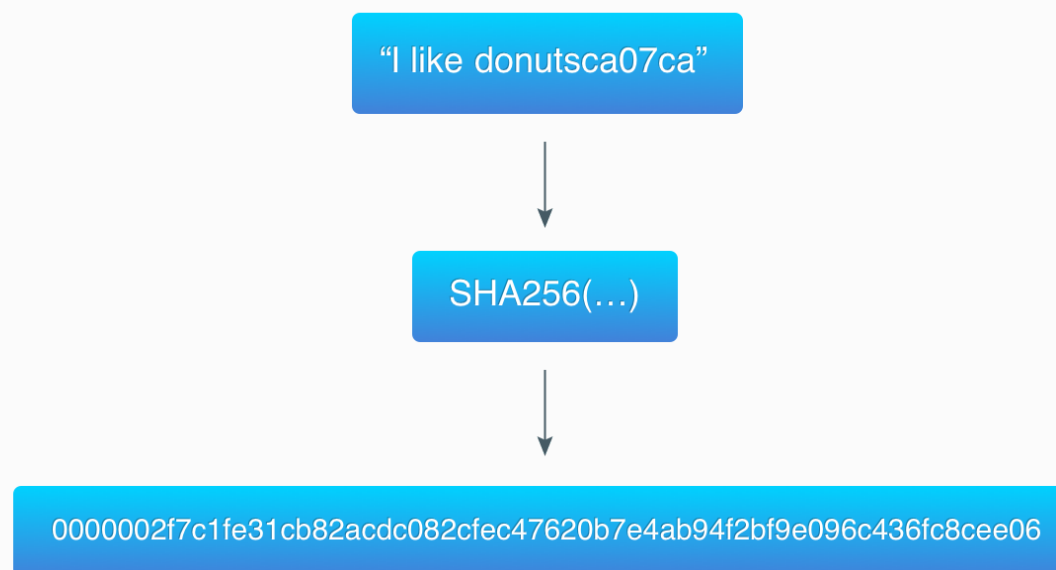 “I like donutsca07ca”
SHA256(…)
0000002f7c1fe31cb82acdc082cfec47620b7e4ab94f2bf9e096c436fc8cee06